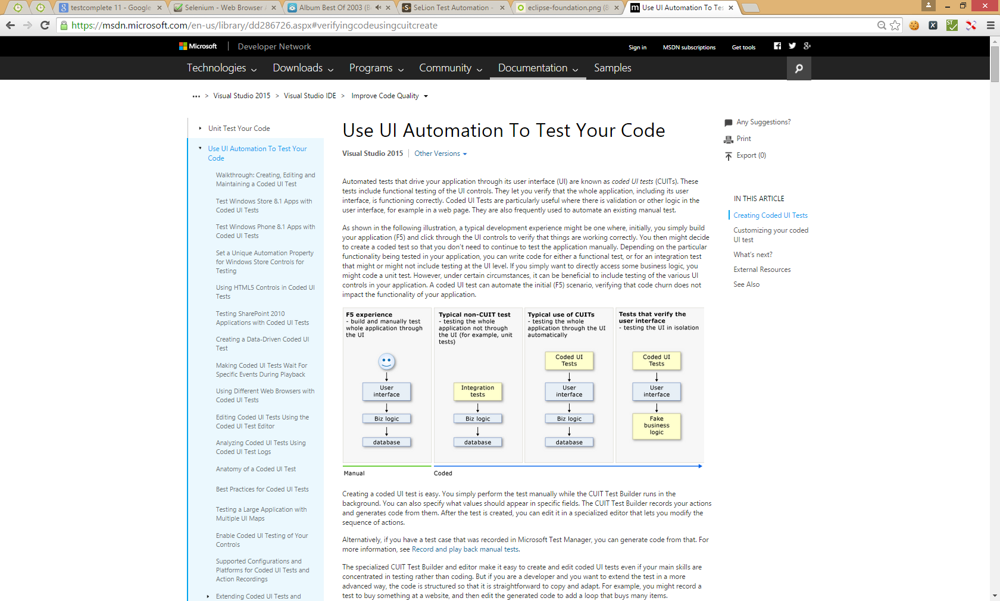 testcomplete 11 - Google
Selenium - Web Browser
Album Best Of 2003 (B
SeLion Test Automation -
eclipse-foundation.png (8
Use UI Automation To Tes
https://msdn.microsoft.com/en-us/library/dd286726.aspx#verifyingcodeusingcuitcreate
Microsoft
Developer Network
Sign in
MSDN subscriptions
Get tools
Technologies
Downloads
Programs
Community
Documentation
Samples
••• > Visual Studio 2015 > Visual Studio IDE > Improve Code Quality
Unit Test Your Code
Use UI Automation To Test Your
Code
Walkthrough: Creating, Editing and
Maintaining a Coded UI Test
Test Windows Store 8.1 Apps with
Coded UI Tests
Test Windows Phone 8.1 Apps with
Coded UI Tests
Set a Unique Automation Property
for Windows Store Controls for
Testing
Using HTML5 Controls in Coded UI
Tests
Testing SharePoint 2010
Applications with Coded UI Tests
Creating a Data-Driven Coded UI
Test
Making Coded UI Tests Wait For
Specific Events During Playback
Using Different Web Browsers with
Coded UI Tests
Editing Coded UI Tests Using the
Coded UI Test Editor
Analyzing Coded UI Tests Using
Coded UI Test Logs
Anatomy of a Coded UI Test
Best Practices for Coded UI Tests
Testing a Large Application with
Multiple UI Maps
Enable Coded UI Testing of Your
Controls
Supported Configurations and
Platforms for Coded UI Tests and
Action Recordings
Extending Coded UI Tests and
Use UI Automation To Test Your Code
Visual Studio 2015
Other Versions
Automated tests that drive your application through its user interface (UI) are known as coded UI tests (CUITs). These
tests include functional testing of the UI controls. They let you verify that the whole application, including its user
interface, is functioning correctly. Coded UI Tests are particularly useful where there is validation or other logic in the
user interface, for example in a web page. They are also frequently used to automate an existing manual test.
As shown in the following illustration, a typical development experience might be one where, initially, you simply build
your application (F5) and click through the UI controls to verify that things are working correctly. You then might decide
to create a coded test so that you don't need to continue to test the application manually. Depending on the particular
functionality being tested in your application, you can write code for either a functional test, or for an integration test
that might or might not include testing at the UI level. If you simply want to directly access some business logic, you
might code a unit test. However, under certain circumstances, it can be beneficial to include testing of the various UI
controls in your application. A coded UI test can automate the initial (F5) scenario, verifying that code churn does not
impact the functionality of your application.
F5 experience
- build and manually test
whole application through
the UI
User
interface
Biz logic
database
Typical non-CUIT test
- testing the whole
application not through
the UI (for example, unit
tests)
Integration
tests
Biz logic
database
Typical use of CUITs
- testing the whole
application through the UI
automatically
Coded UI
Tests
User
interface
Biz logic
database
Tests that verify the
user interface
- testing the UI in isolation
Coded UI
Tests
User
interface
Fake
business
logic
Manual
Coded
Creating a coded UI test is easy. You simply perform the test manually while the CUIT Test Builder runs in the
background. You can also specify what values should appear in specific fields. The CUIT Test Builder records your actions
and generates code from them. After the test is created, you can edit it in a specialized editor that lets you modify the
sequence of actions.
Alternatively, if you have a test case that was recorded in Microsoft Test Manager, you can generate code from that. For
more information, see Record and play back manual tests.
The specialized CUIT Test Builder and editor make it easy to create and edit coded UI tests even if your main skills are
concentrated in testing rather than coding. But if you are a developer and you want to extend the test in a more
advanced way, the code is structured so that it is straightforward to copy and adapt. For example, you might record a
test to buy something at a website, and then edit the generated code to add a loop that buys many items.
Any Suggestions?
Print
Export (0)
IN THIS ARTICLE
Creating Coded UI Tests
Customizing your coded
UI test
What's next?
External Resources
See Also